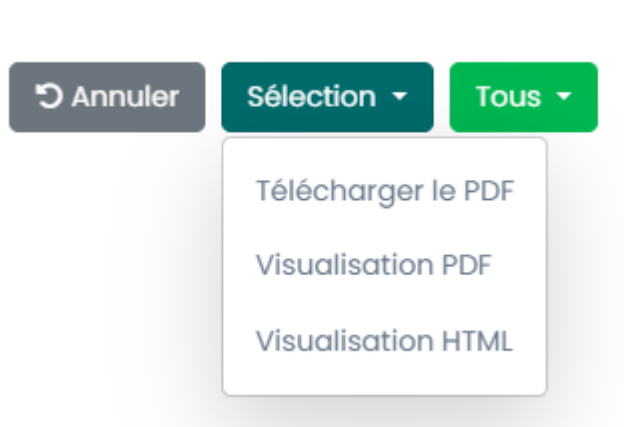 Annuler
Sélection
Tous
Télécharger le PDF
Visualisation PDF
Visualisation HTML